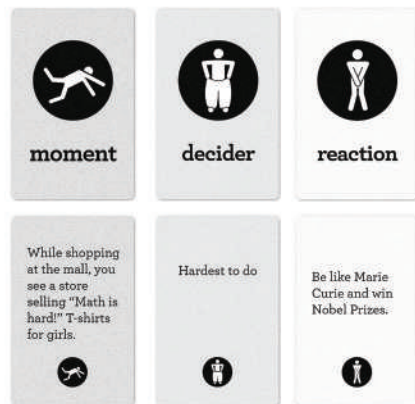 moment
decider
reaction
While shopping
at the mall, you
see a store
selling “Math is
hard!” T-shirts
for girls.
Hardest to do
Be like Marie
Curie and win
Nobel Prizes.